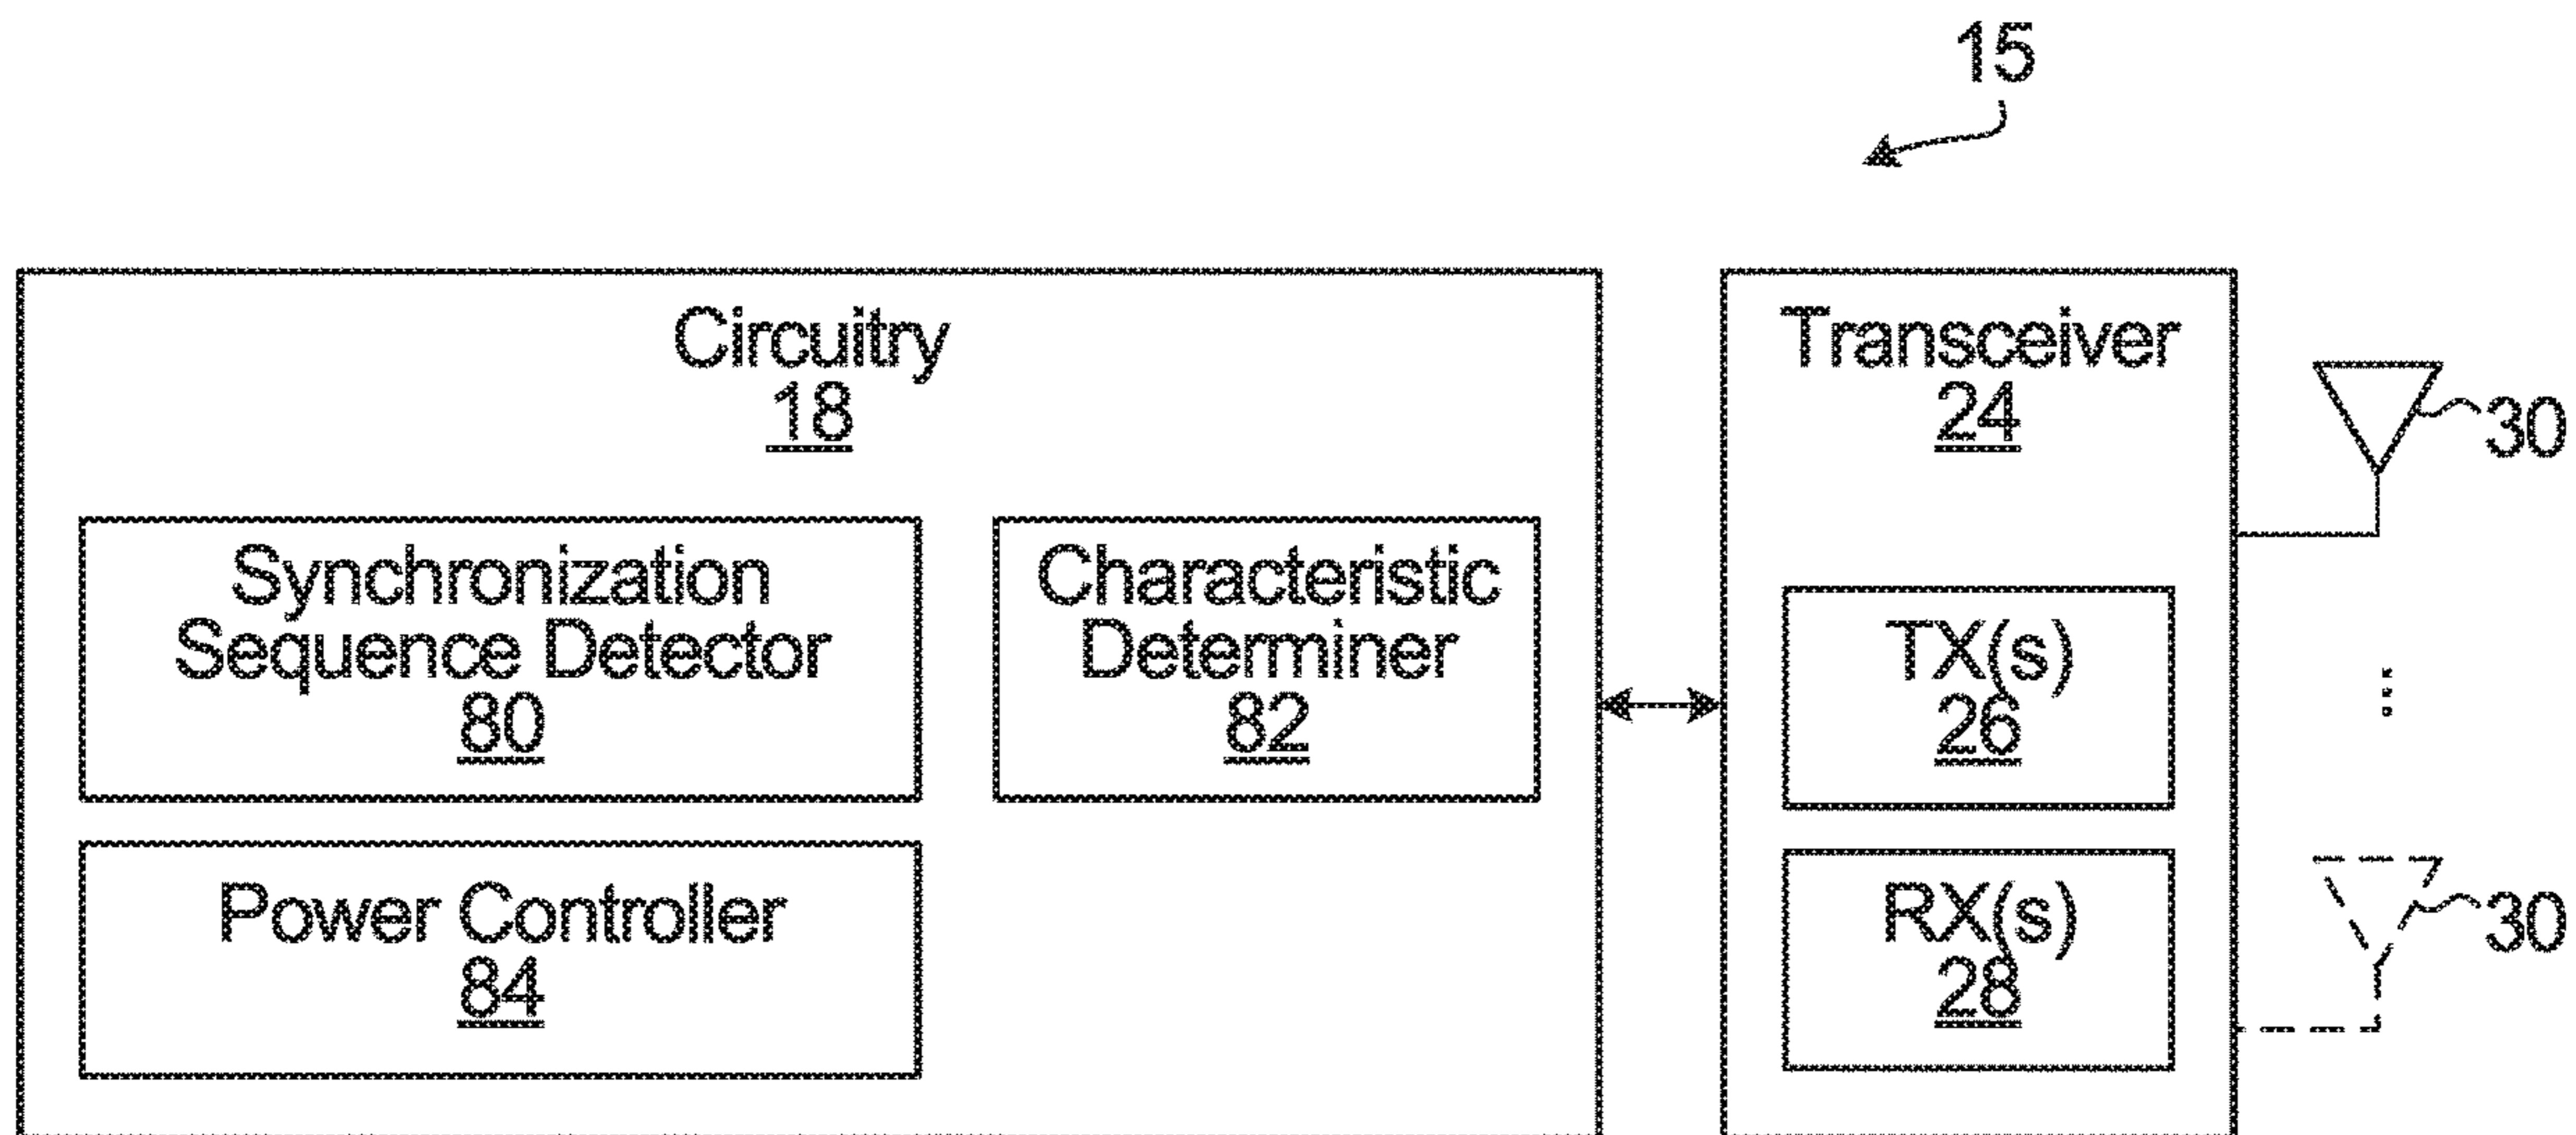 15
Circuitry
18
Transceiver
24
30
Synchronization
Sequence Detector
80
Characteristic
Determiner
82
TX(s)
26
Power Controller
84
RX(s)
28
30